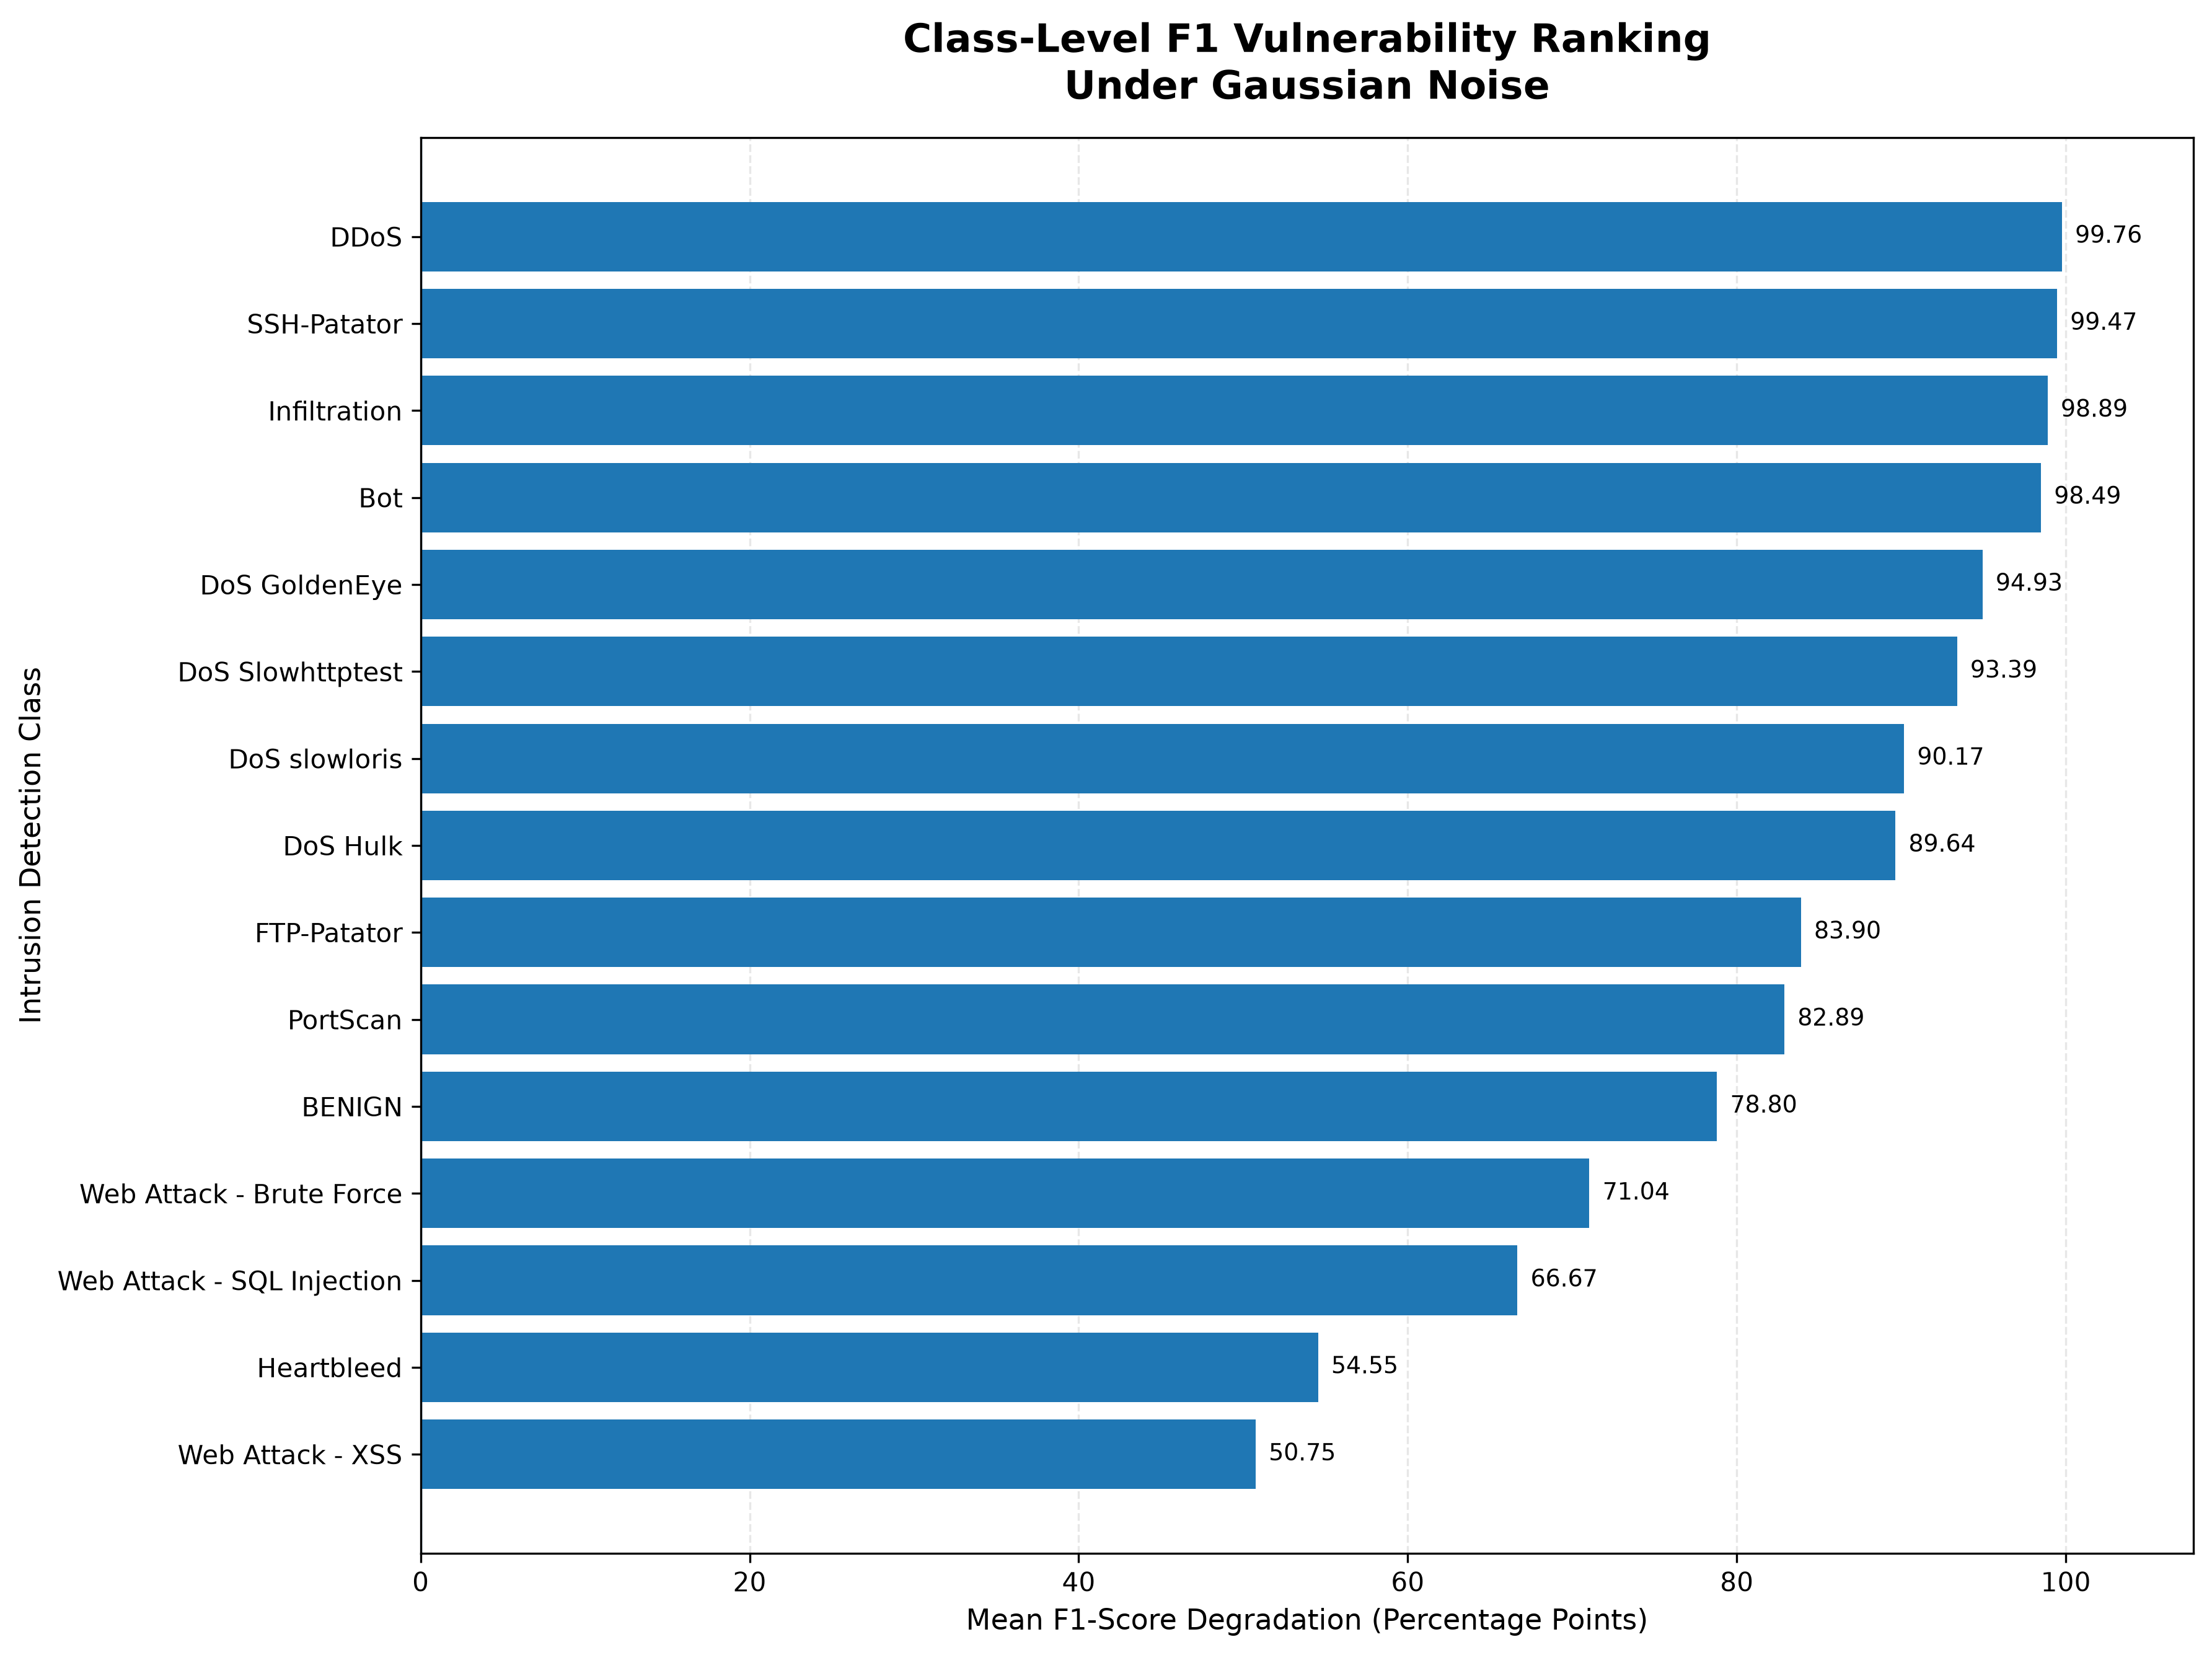 Class-Level F1 Vulnerability Ranking
Under Gaussian Noise
Intrusion Detection Class
DDoS 99.76
SSH-Patator 99.47
Infiltration 98.89
Bot 98.49
DoS GoldenEye 94.93
DoS Slowhttptest 93.39
DoS slowloris 90.17
DoS Hulk 89.64
FTP-Patator 83.90
PortScan 82.89
BENIGN 78.80
Web Attack - Brute Force 71.04
Web Attack - SQL Injection 66.67
Heartbleed 54.55
Web Attack - XSS 50.75
0 20 40 60 80 100
Mean F1-Score Degradation (Percentage Points)